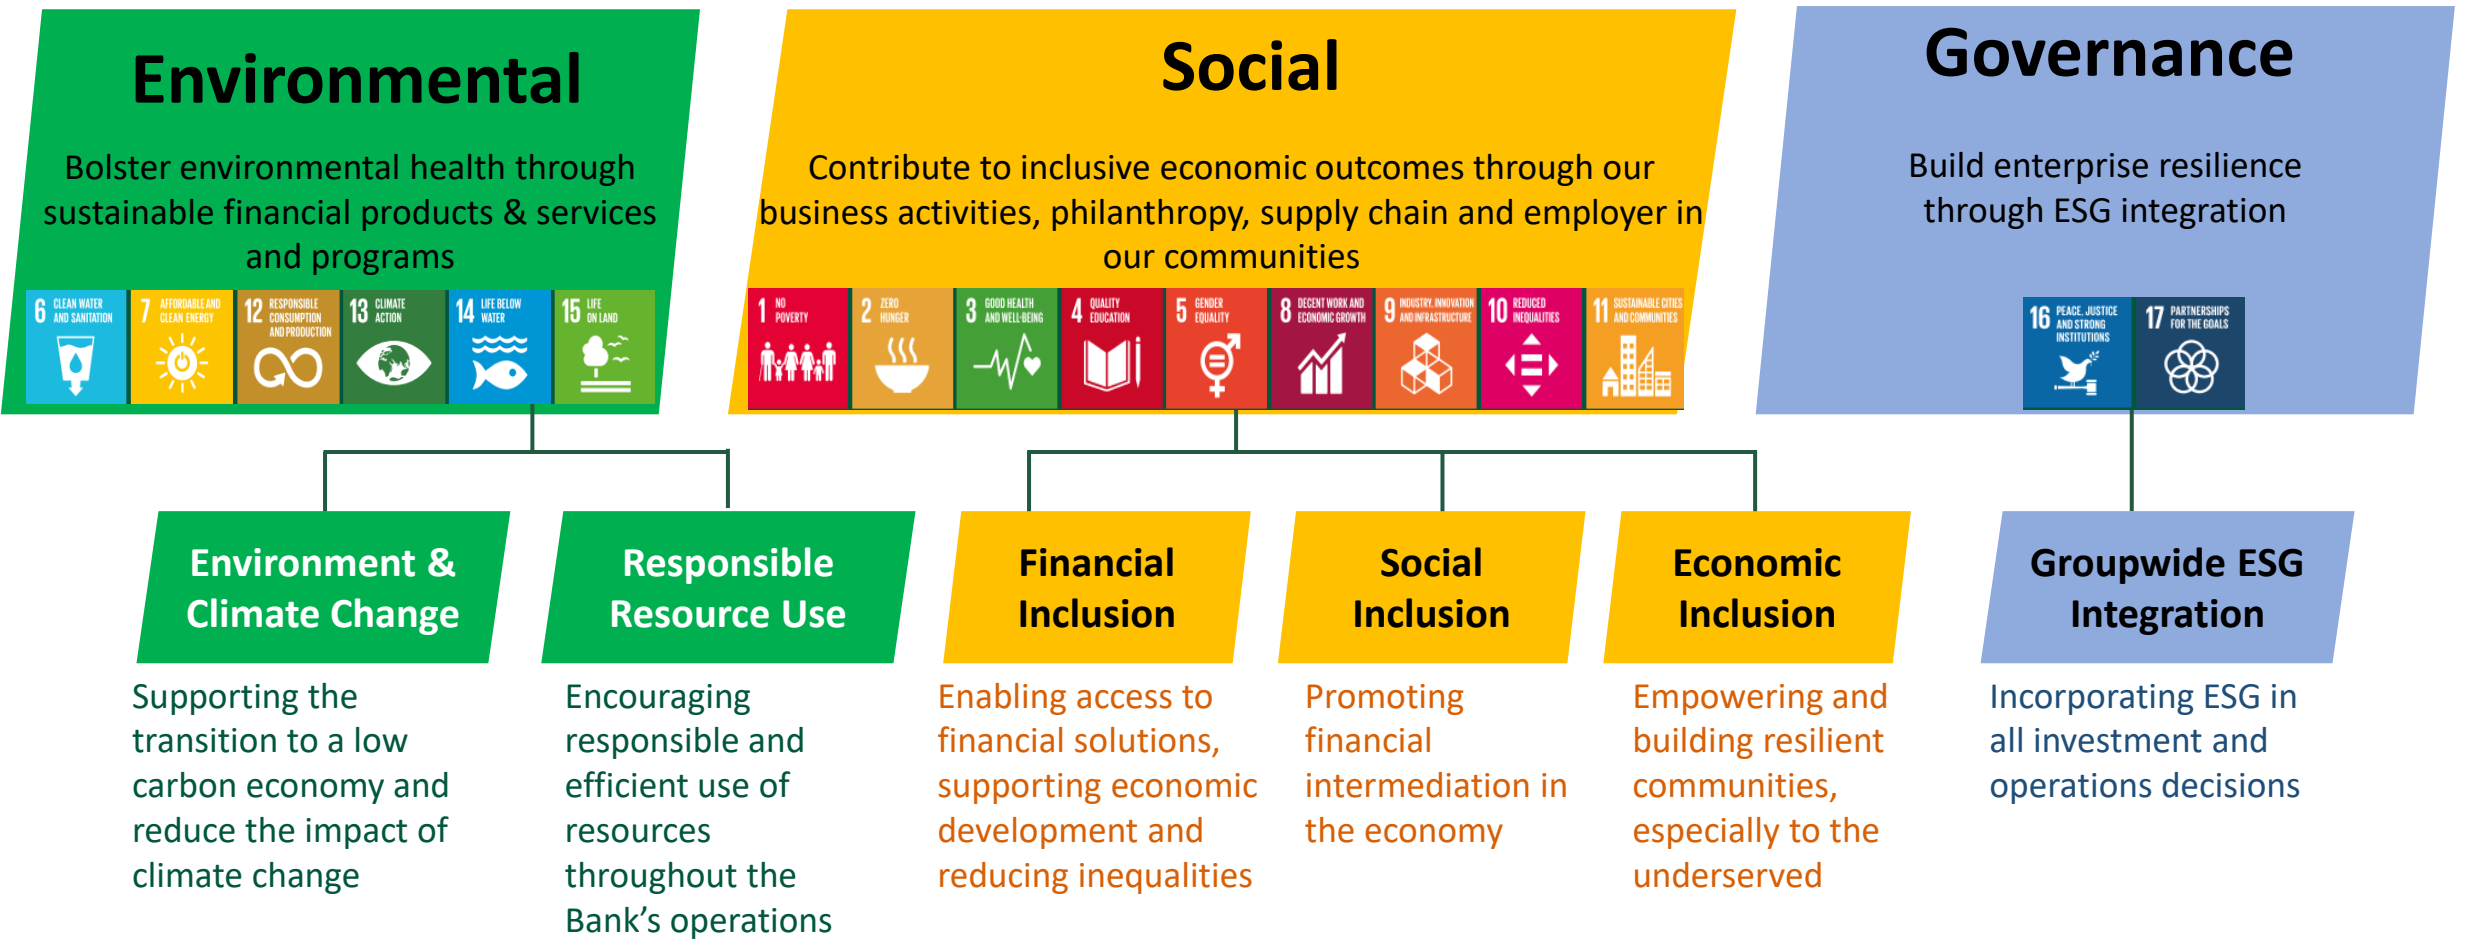 Environmental
Bolster environmental health through
sustainable financial products & services
and programs
6 CLEAN WATER
AND SANITATION
7 AFFORDABLE AND
CLEAN ENERGY
12 RESPONSIBLE
CONSUMPTION
AND PRODUCTION
13 CLIMATE
ACTION
14 LIFE BELOW
WATER
15 LIFE
ON LAND
Social
Contribute to inclusive economic outcomes through our
business activities, philanthropy, supply chain and employer in
our communities
1 NO
POVERTY
2 ZERO
HUNGER
3 GOOD HEALTH
AND WELL-BEING
4 QUALITY
EDUCATION
5 GENDER
EQUALITY
8 DECENT WORK AND
ECONOMIC GROWTH
9 INDUSTRY, INNOVATION
AND INFRASTRUCTURE
10 REDUCED
INEQUALITIES
11 SUSTAINABLE CITIES
AND COMMUNITIES
Governance
Build enterprise resilience
through ESG integration
16 PEACE, JUSTICE
AND STRONG
INSTITUTIONS
17 PARTNERSHIPS
FOR THE GOALS
Environment &
Climate Change
Supporting the
transition to a low
carbon economy and
reduce the impact of
climate change
Responsible
Resource Use
Encouraging
responsible and
efficient use of
resources
throughout the
Bank’s operations
Financial
Inclusion
Enabling access to
financial solutions,
supporting economic
development and
reducing inequalities
Social
Inclusion
Promoting
financial
intermediation in
the economy
Economic
Inclusion
Empowering and
building resilient
communities,
especially to the
underserved
Groupwide ESG
Integration
Incorporating ESG in
all investment and
operations decisions